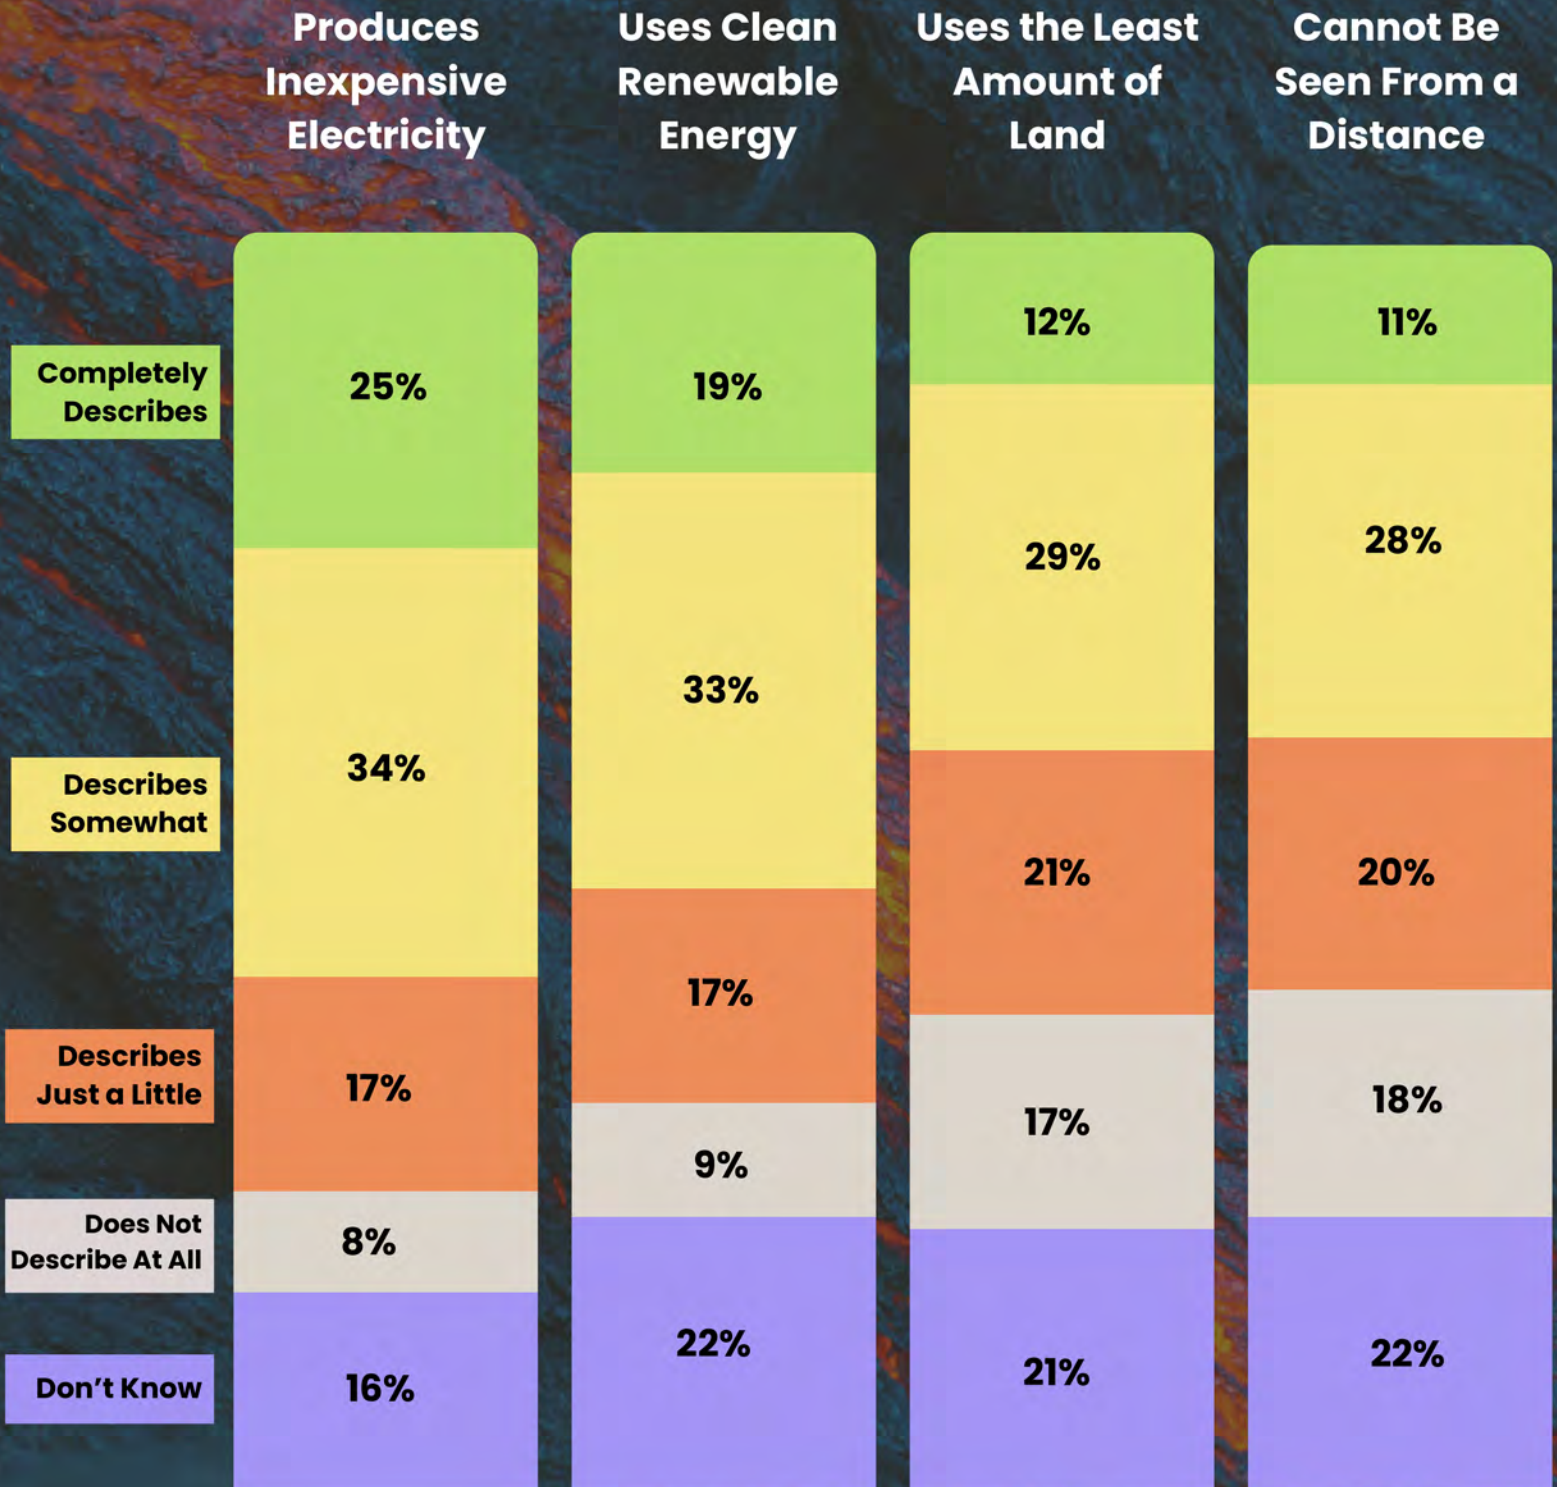 Produces
Inexpensive
Electricity
Uses Clean
Renewable
Energy
Uses the Least
Amount of
Land
Cannot Be
Seen From a
Distance
Completely
Describes
25%
19%
12%
11%
Describes
Somewhat
34%
33%
29%
28%
Describes
Just a Little
17%
17%
21%
20%
Does Not
Describe At All
8%
9%
17%
18%
Don't Know
16%
22%
21%
22%